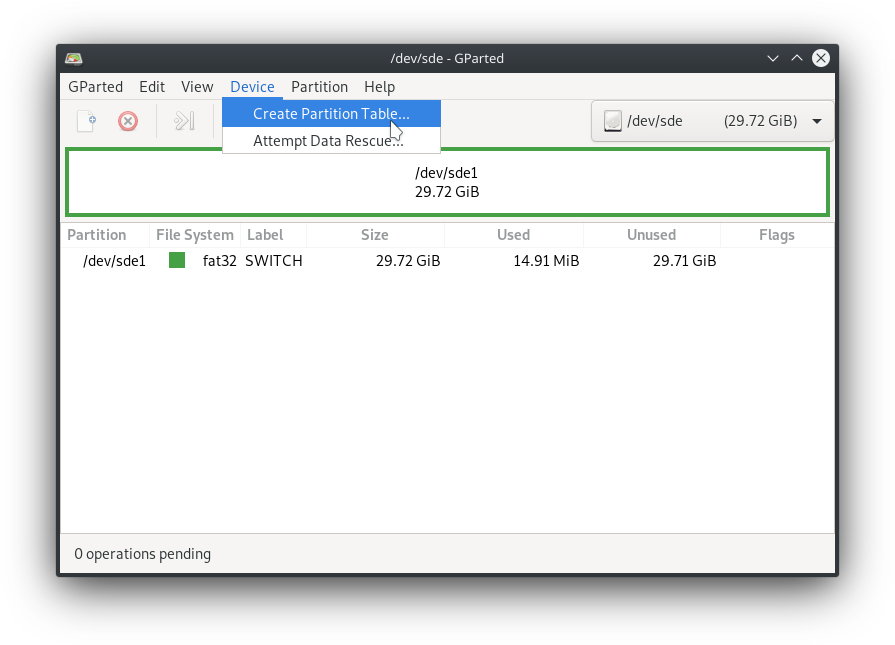 /dev/sde - GParted
GParted Edit View Device Partition Help
Create Partition Table...
Attempt Data Rescue...
/dev/sde (29.72 GiB)
/dev/sde1
29.72 GiB
Partition File System Label Size Used Unused Flags
/dev/sde1 fat32 SWITCH 29.72 GiB 14.91 MiB 29.71 GiB
0 operations pending